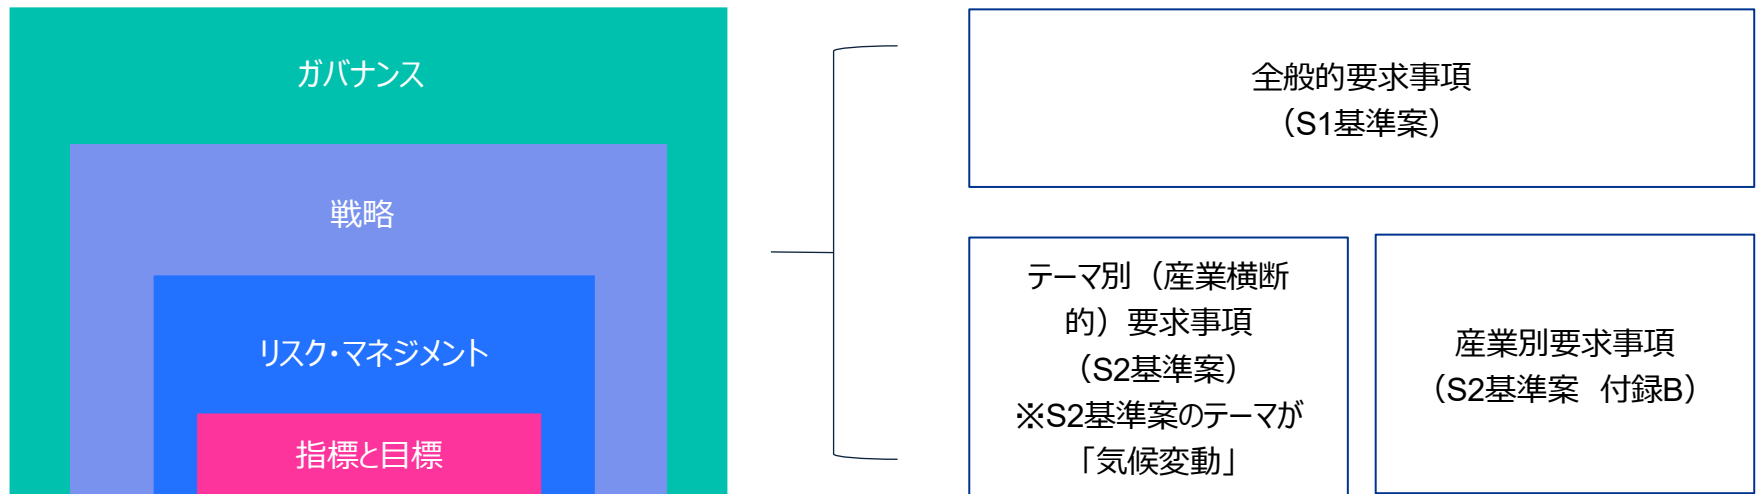 ガバナンス
戦略
リスク・マネジメント
指標と目標
全般的要求事項
（S1基準案）
テーマ別（産業横断
的）要求事項
（S2基準案）
※S2基準案のテーマが
「気候変動」
産業別要求事項
（S2基準案　付録B）